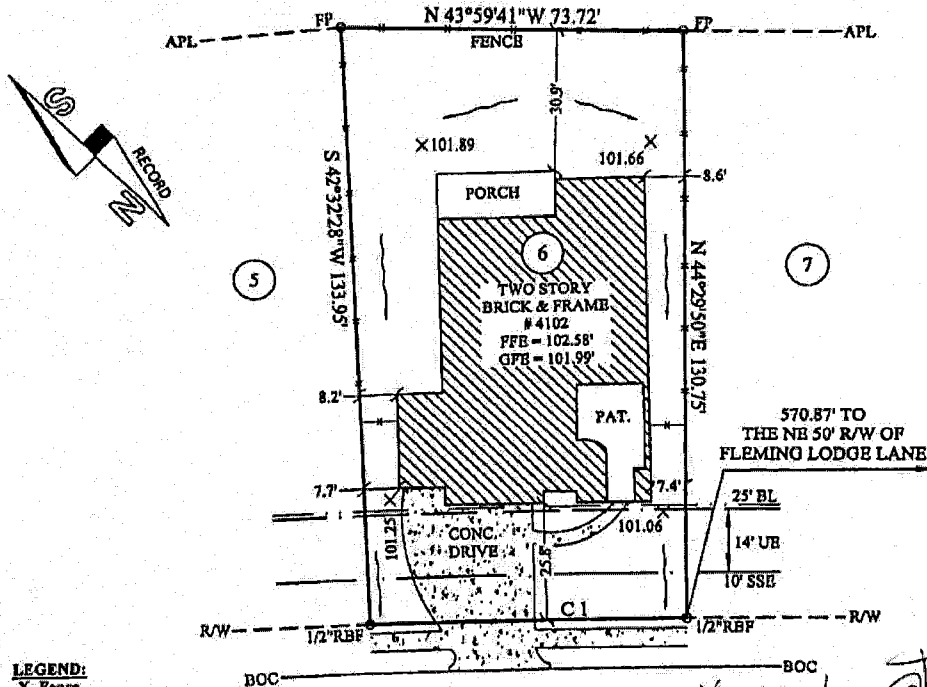 N 43°59'41"W 73.72'
FP
FP
APL
APL
FENCE
30.9'
S
N
RECORD
101.89
101.66
8.6'
PORCH
S 42°32'28"W 133.95'
N 44°29'50"E 130.75'
5
6
7
TWO STORY
BRICK & FRAME
# 4102
FFE = 102.58'
GFE = 101.99'
8.2'
PAT.
570.87' TO
THE NE 50' R/W OF
FLEMING LODGE LANE
7.7'
7.4'
25' BL
101.25
CONC.
DRIVE
25.8'
101.06
14' UE
10' SSE
C1
R/W
R/W
1/2"RBF
1/2"RBF
6'
LEGEND:
BOC
BOC